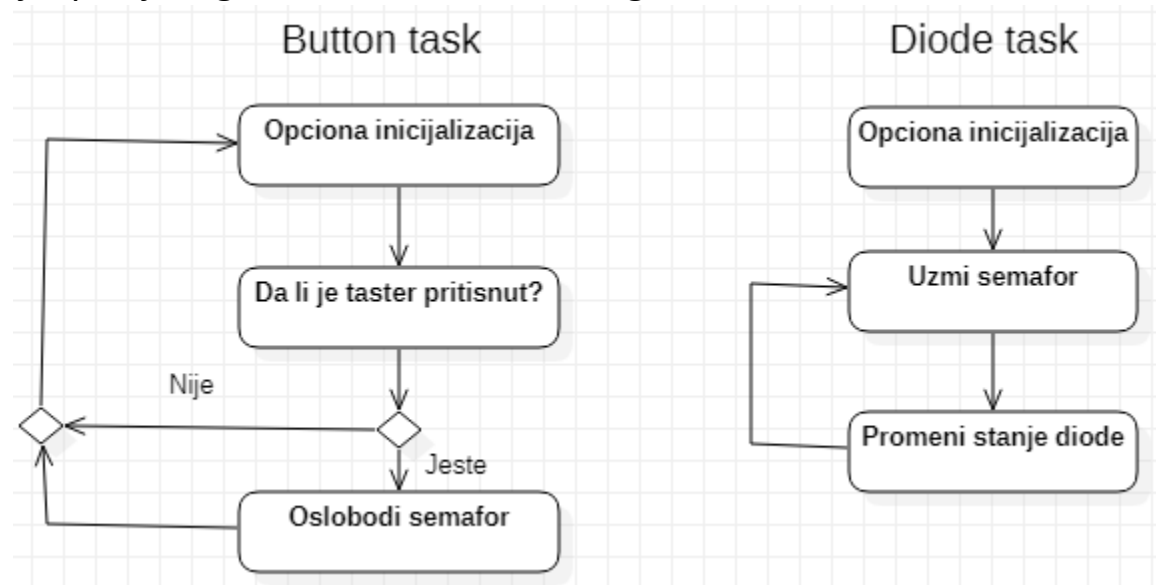 Button task
Diode task
Opciona inicijalizacija
Opciona inicijalizacija
Da li je taster pritisnut?
Uzmi semafor
Nije
Jeste
Promeni stanje diode
Oslobodi semafor